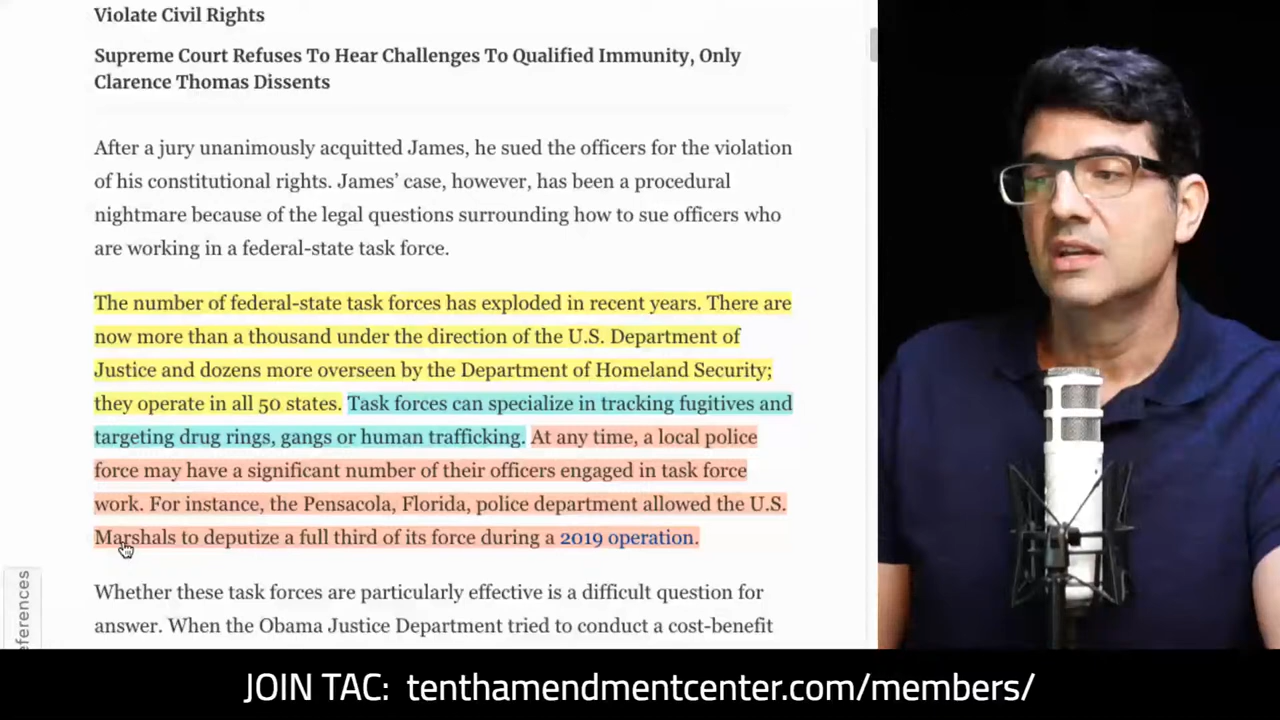 Violate Civil Rights
Supreme Court Refuses To Hear Challenges To Qualified Immunity, Only
Clarence Thomas Dissents
After a jury unanimously acquitted James, he sued the officers for the violation
of his constitutional rights. James’ case, however, has been a procedural
nightmare because of the legal questions surrounding how to sue officers who
are working in a federal-state task force.
The number of federal-state task forces has exploded in recent years. There are
now more than a thousand under the direction of the U.S. Department of
Justice and dozens more overseen by the Department of Homeland Security;
they operate in all 50 states. Task forces can specialize in tracking fugitives and
targeting drug rings, gangs or human trafficking. At any time, a local police
force may have a significant number of their officers engaged in task force
work. For instance, the Pensacola, Florida, police department allowed the U.S.
Marshals to deputize a full third of its force during a 2019 operation.
Whether these task forces are particularly effective is a difficult question for
answer. When the Obama Justice Department tried to conduct a cost-benefit
JOIN TAC: tenthamendmentcenter.com/members/